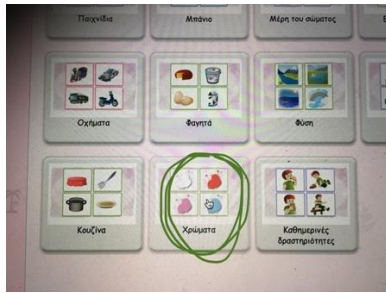 Παιχνίδια
Μπάνιο
Μέρη του σώματος
Οχήματα
Φαγητά
Φύση
Κουζίνα
Χρώματα
Καθημερινές
δραστηριότητες